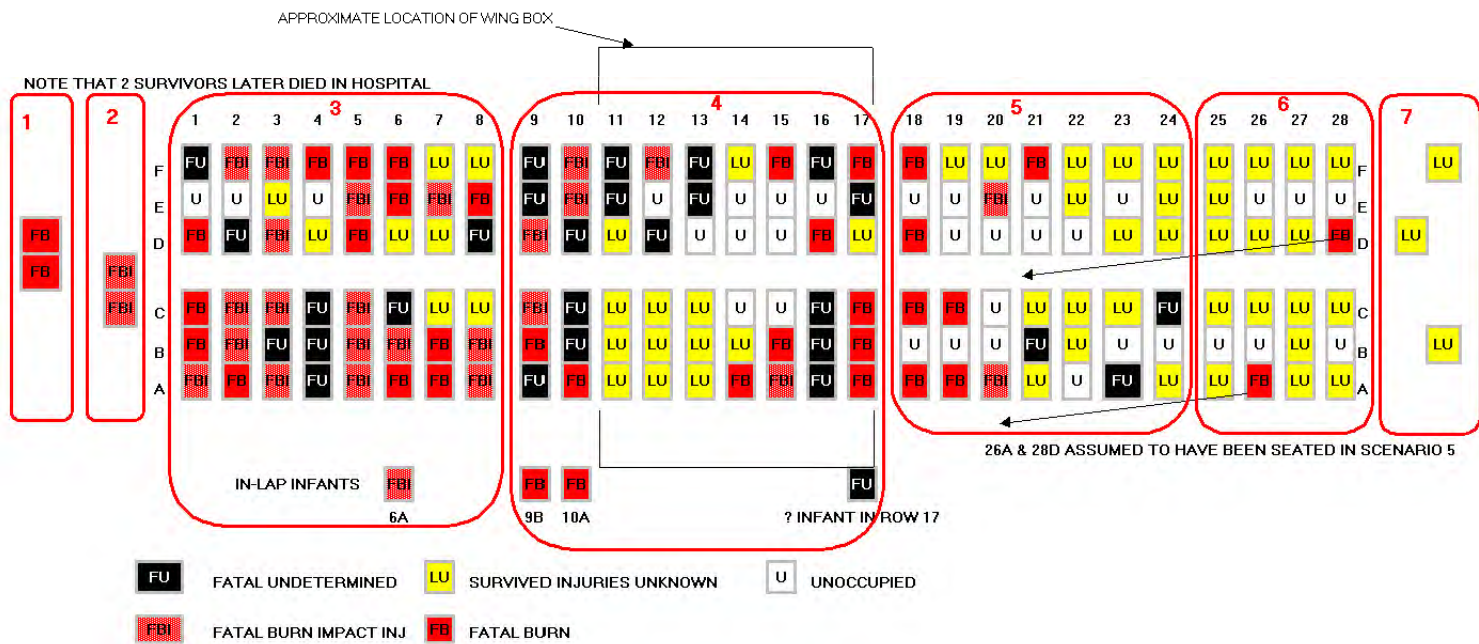 APPROXIMATE LOCATION OF WING BOX
NOTE THAT 2 SURVIVORS LATER DIED IN HOSPITAL
1 2 3 4 5 6 7
1 2 3 4 5 6 7 8 9 10 11 12 13 14 15 16 17 18 19 20 21 22 23 24 25 26 27 28
F FU FBI FBI FB FB FB LU LU FU FBI FU FBI FU LU FB FU FB FB LU LU FB LU LU LU LU LU LU LU F LU
E U U LU U FBI FB FBI FB FU FBI FU U FU U U U FU U U FBI U LU U LU LU U U U E
FB
D FB FU FBI LU FB LU LU FU FBI FU LU FU U U U FB LU FB U U U U LU LU LU LU LU FB D LU
FB FBI
FBI
C FB FBI FBI FU FBI FU LU LU FBI FU LU LU LU U U FU FB FB FB U LU LU LU FU LU LU LU LU C
B FB FBI FU FU FBI FBI FB FBI FB FU LU LU LU LU FB FU FB U U U FU LU U U U U LU U B LU
A FBI FB FBI FU FBI FB FB FBI FU FB LU LU LU FB FBI FU FB FB FB FBI LU U FU LU LU FB LU LU A
26A & 28D ASSUMED TO HAVE BEEN SEATED IN SCENARIO 5
IN-LAP INFANTS FBI FB FB FU
6A 9B 10A ? INFANT IN ROW 17
FU FATAL UNDETERMINED LU SURVIVED INJURIES UNKNOWN U UNOCCUPIED
FBI FATAL BURN IMPACT INJ FB FATAL BURN